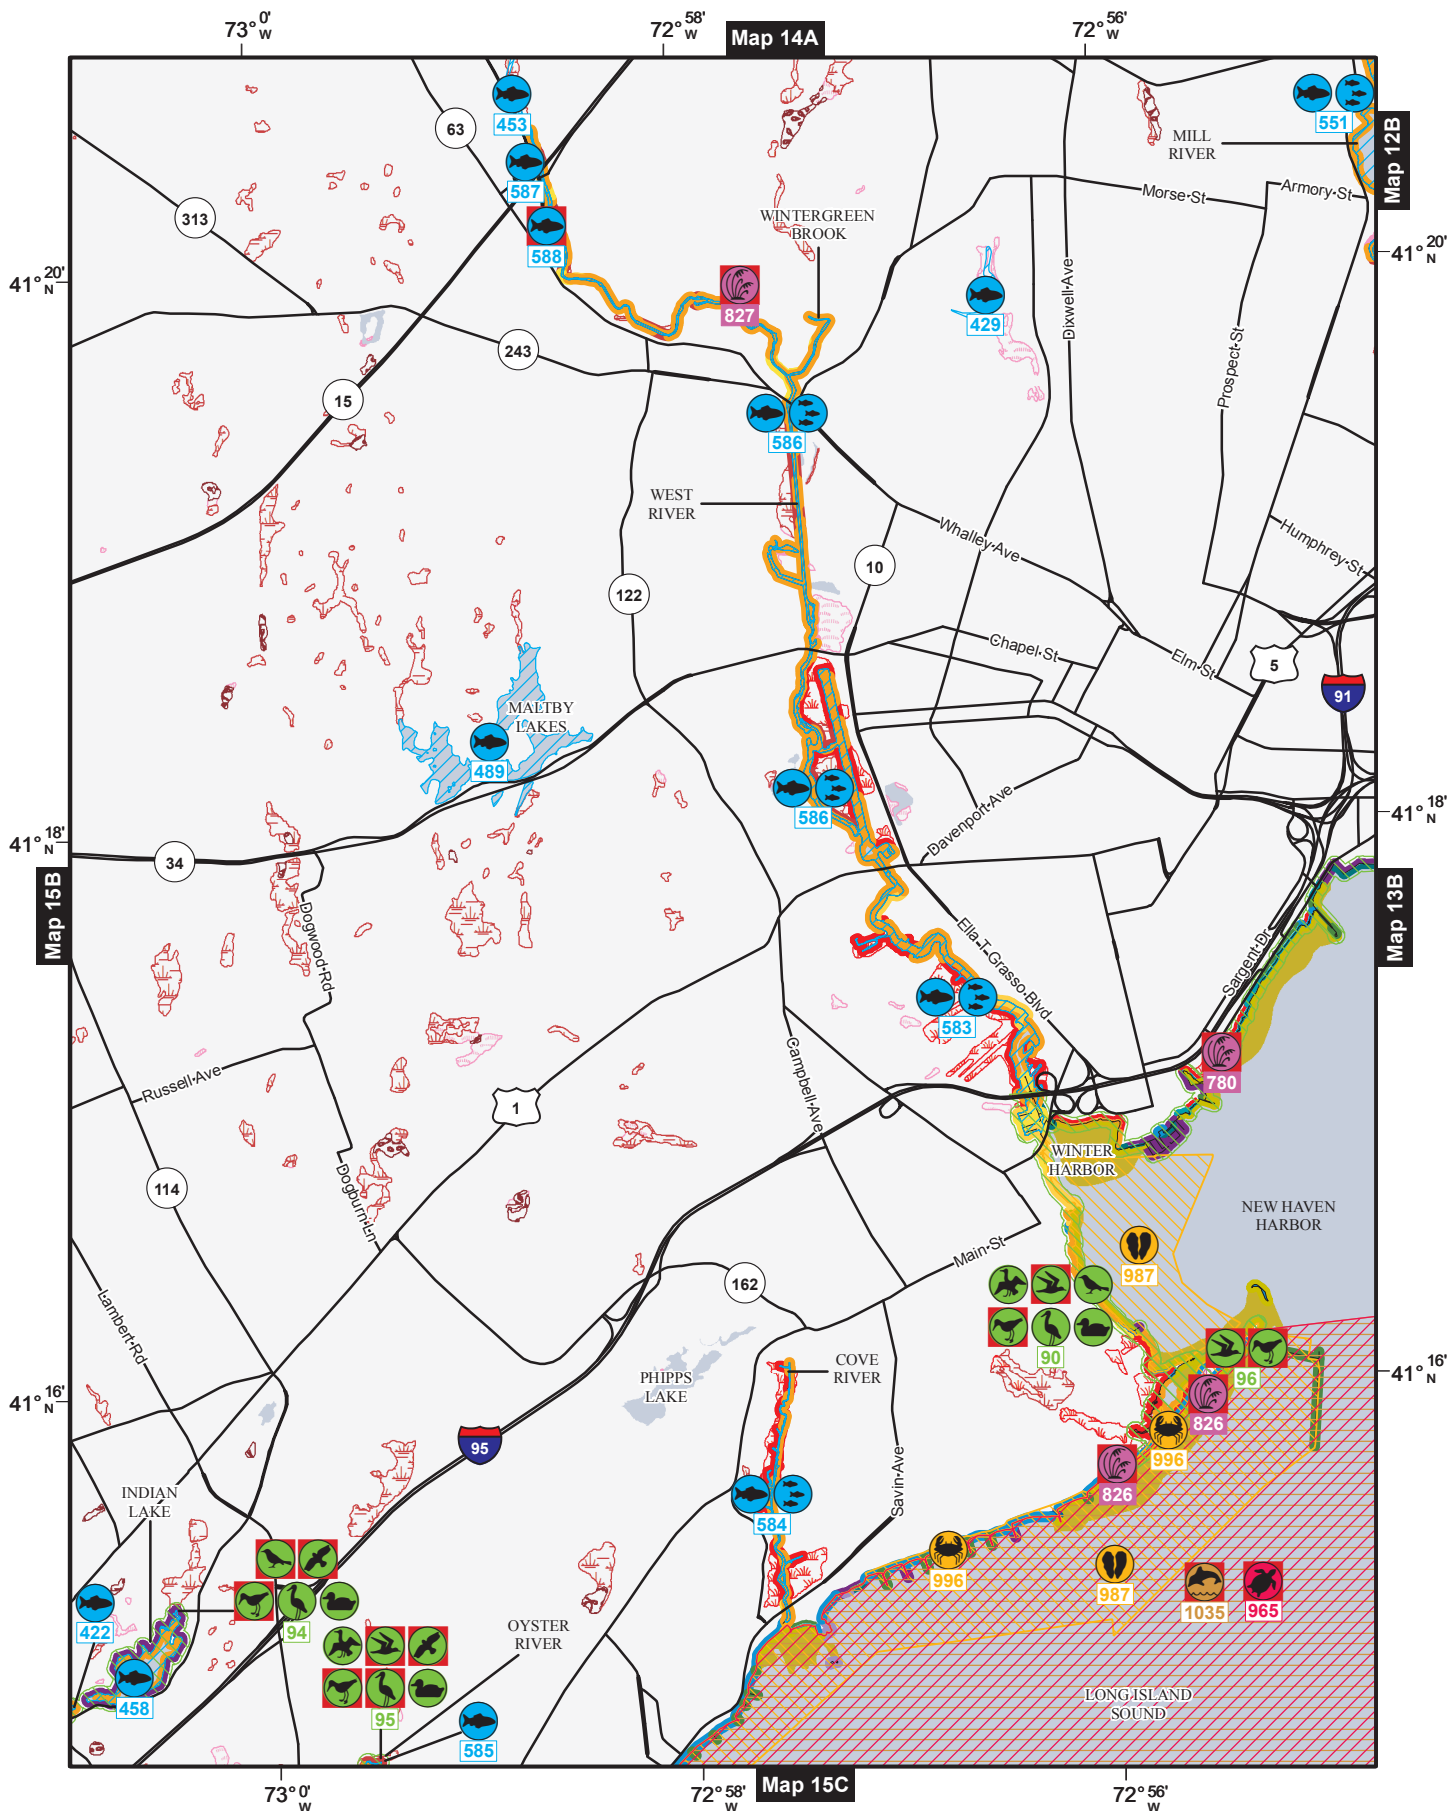 73°0'W
72°58'W
Map 14A
72°56'W
453
63
551
MILL
RIVER
Map 12B
587
313
Morse St
Armory St
WINTERGREEN
BROOK
588
41°20'N
41°20'N
827
429
Dixwell Ave
Prospect St
243
15
586
WEST
RIVER
Whalley Ave
Humphrey St
10
122
Chapel St
Elm St
5
91
MALTBY
LAKES
489
586
Davenport Ave
41°18'N
41°18'N
34
Map 15B
Map 13B
Dogwood Rd
Ella T Grasso Blvd
Sargent Dr
583
Campbell Ave
Russell Ave
780
1
WINTER
HARBOR
114
Dogburn Ln
NEW HAVEN
HARBOR
Main St
987
162
Lambert Rd
90
96
COVE
RIVER
PHIPPS
LAKE
41°16'N
41°16'N
826
95
996
826
Savin Ave
INDIAN
LAKE
584
996
987
1035
965
422
94
OYSTER
RIVER
458
95
585
LONG ISLAND
SOUND
73°0'W
72°58'W
Map 15C
72°56'W